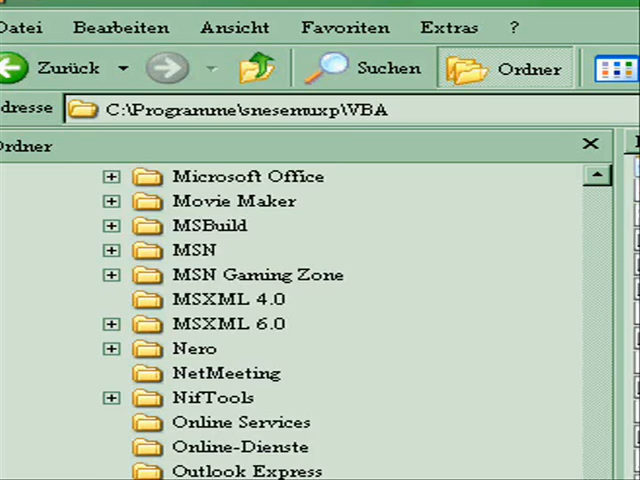 Datei Bearbeiten Ansicht Favoriten Extras ?
Zurück Suchen Ordner
dresse C:\Programme\snesemuxp\VBA
Ordner
Microsoft Office
Movie Maker
MSBuild
MSN
MSN Gaming Zone
MSXML 4.0
MSXML 6.0
Nero
NetMeeting
NifTools
Online Services
Online-Dienste
Outlook Express